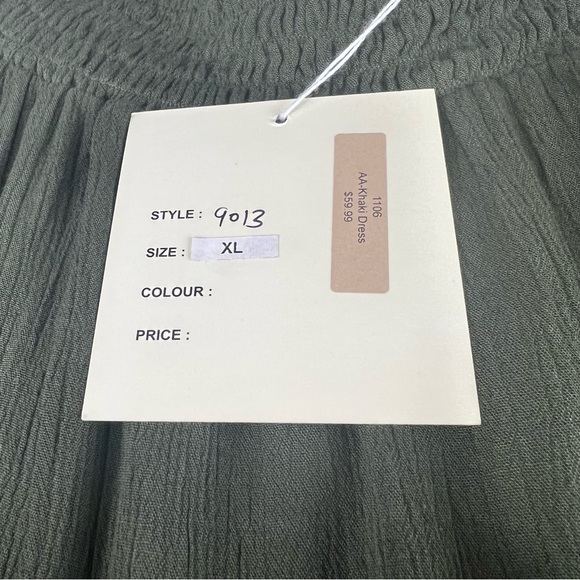 STYLE : 9013
SIZE : XL
COLOUR :
PRICE :
1106
AA-Khaki Dress
$59.99